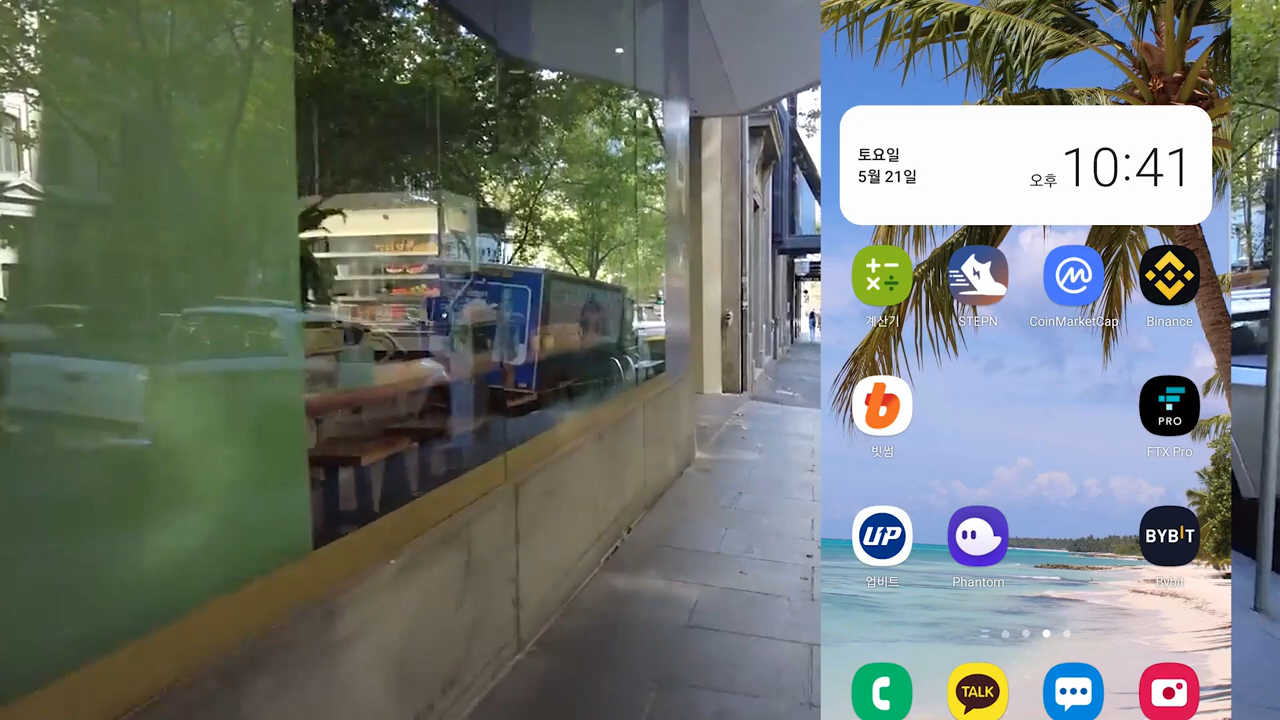 토요일
5월 21일
오후 10:41
계산기
STEPN
CoinMarketCap
Binance
빗썸
PRO
FTX Pro
UP
업비트
Phantom
BYBIT
Bybit
TALK